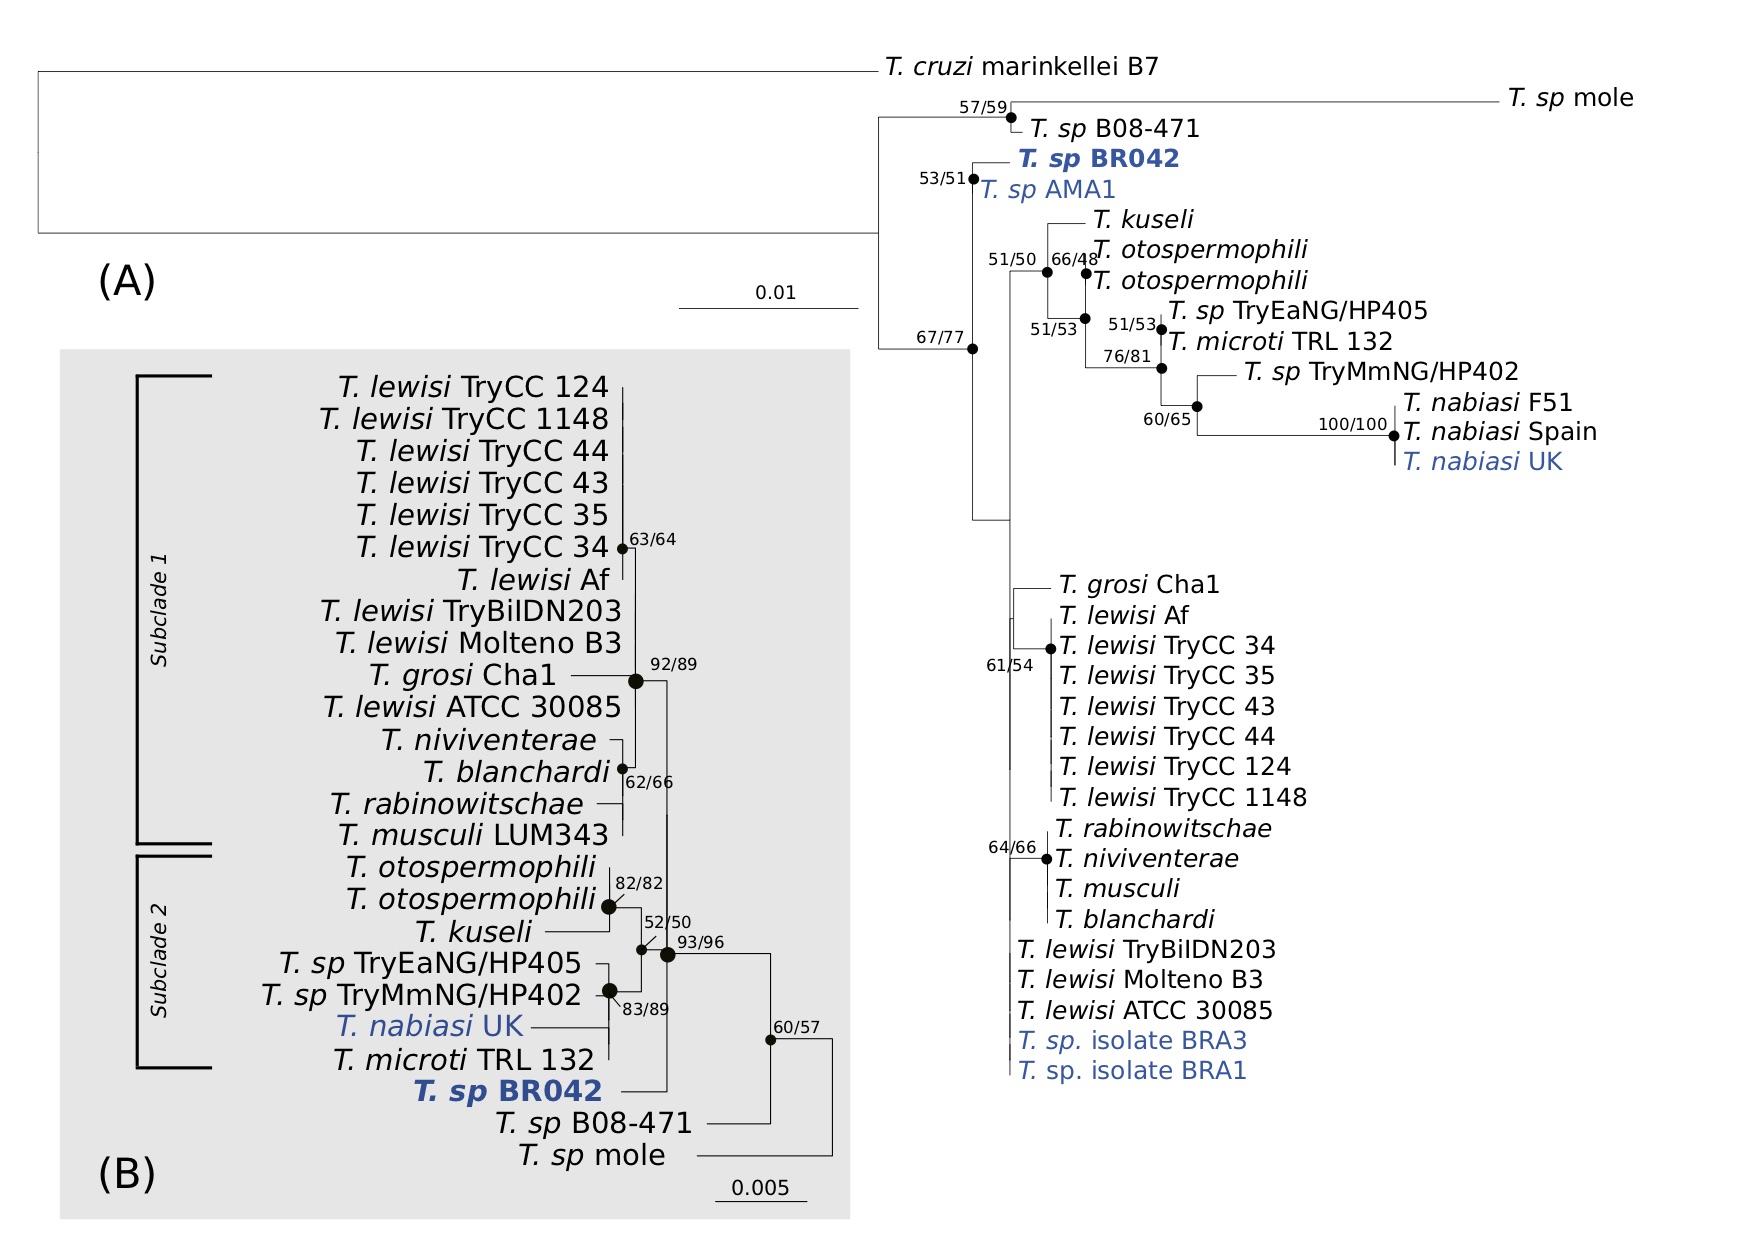 T. cruzi marinkellei B7
57/59
T. sp mole
T. sp B08-471
T. sp BR042
53/51
T. sp AMA1
T. kuseli
51/50
66/48
T. otospermophili
T. otospermophili
51/53
51/53
T. sp TryEaNG/HP405
T. microti TRL 132
67/77
76/81
T. sp TryMmNG/HP402
60/65
100/100
T. nabiasi F51
T. nabiasi Spain
T. nabiasi UK
T. grosi Cha1
T. lewisi Af
61/54
T. lewisi TryCC 34
T. lewisi TryCC 35
T. lewisi TryCC 43
T. lewisi TryCC 44
T. lewisi TryCC 124
T. lewisi TryCC 1148
64/66
T. rabinowitschae
T. niviventerae
T. musculi
T. blanchardi
T. lewisi TryBilDN203
T. lewisi Molteno B3
T. lewisi ATCC 30085
T. sp. isolate BRA3
T. sp. isolate BRA1
(A)
0.01
Subclade 1
T. lewisi TryCC 124
T. lewisi TryCC 1148
T. lewisi TryCC 44
T. lewisi TryCC 43
T. lewisi TryCC 35
T. lewisi TryCC 34
63/64
T. lewisi Af
T. lewisi TryBilDN203
T. lewisi Molteno B3
92/89
T. grosi Cha1
T. lewisi ATCC 30085
T. niviventerae
T. blanchardi
62/66
T. rabinowitschae
T. musculi LUM343
Subclade 2
T. otospermophili
82/82
T. otospermophili
52/50
T. kuseli
93/96
T. sp TryEaNG/HP405
T. sp TryMmNG/HP402
83/89
T. nabiasi UK
60/57
T. microti TRL 132
T. sp BR042
T. sp B08-471
T. sp mole
(B)
0.005